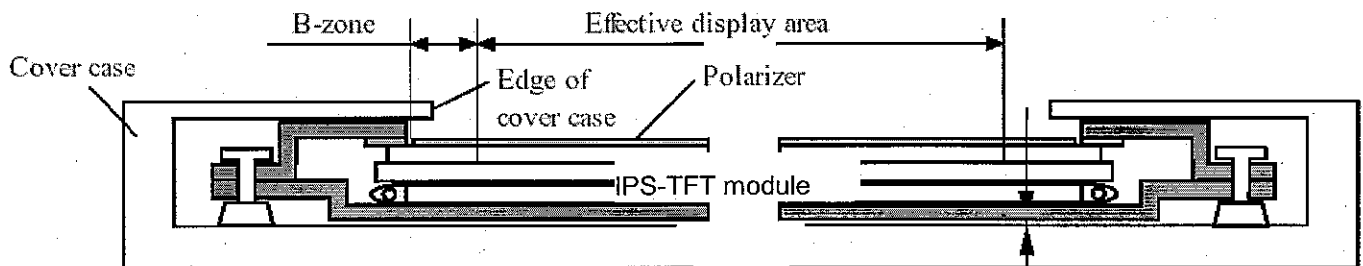 B-zone
Effective display area
Cover case
Edge of
cover case
Polarizer
IPS-TFT module